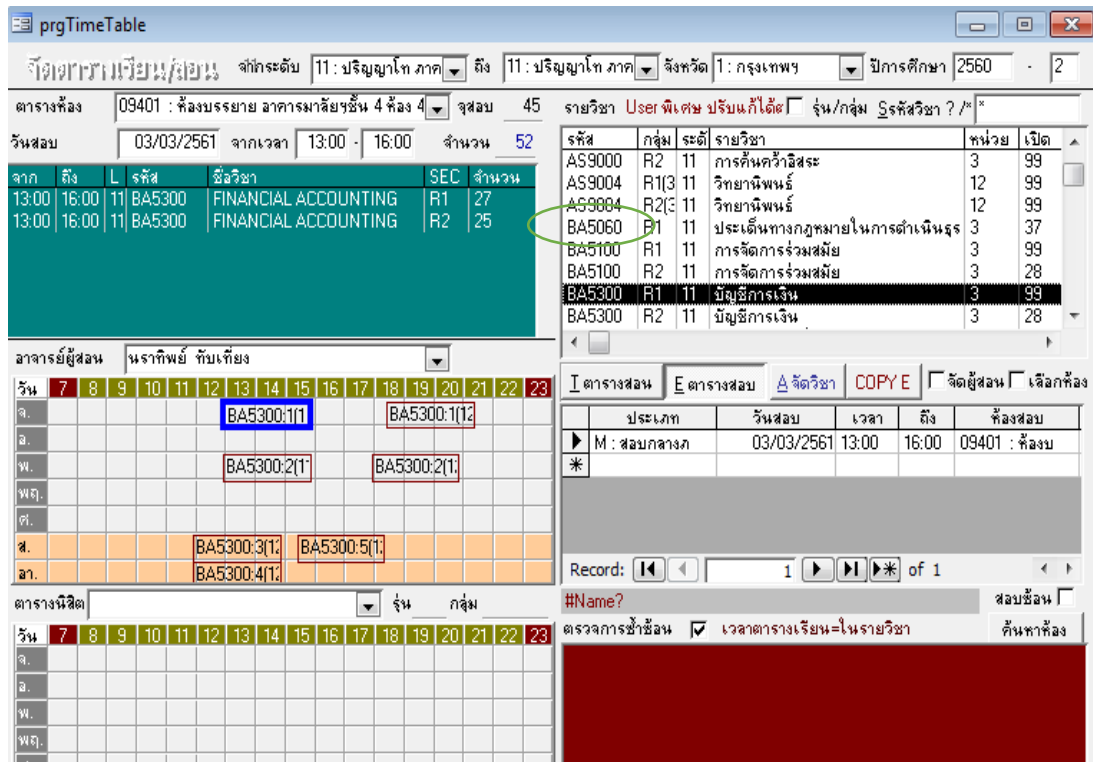 prgTimeTable
จัดตารางเรียน/สอน สำหรับระดับ 11 : ปริญญาโท ภาค ถึง 11 : ปริญญาโท ภาค จังหวัด 1 : กรุงเทพฯ ปีการศึกษา 2560 - 2
ตารางห้อง 09401 : ห้องบรรยาย อาคารมาลัยฯชั้น 4 ห้อง 4 จุสอบ 45
รายวิชา User พิเศษ ปรับแก้ได้ รุ่น/กลุ่ม Sรหัสวิชา ? /* *
วันสอบ 03/03/2561 จากเวลา 13:00 - 16:00 จำนวน 52
จาก ถึง L รหัส ชื่อวิชา SEC จำนวน
13:00 16:00 11 BA5300 FINANCIAL ACCOUNTING R1 27
13:00 16:00 11 BA5300 FINANCIAL ACCOUNTING R2 25
รหัส กลุ่ม ระดั รายวิชา หน่วย เปิด
AS9000 R2 11 การค้นคว้าอิสระ 3 99
AS9004 R1(3 11 วิทยานิพนธ์ 12 99
AS9004 R2(3 11 วิทยานิพนธ์ 12 99
BA5060 R1 11 ประเด็นทางกฎหมายในการดำเนินธุร 3 37
BA5100 R1 11 การจัดการร่วมสมัย 3 99
BA5100 R2 11 การจัดการร่วมสมัย 3 28
BA5300 R1 11 บัญชีการเงิน 3 99
BA5300 R2 11 บัญชีการเงิน 3 28
อาจารย์ผู้สอน นราทิพย์ ทับเที่ยง
วัน 7 8 9 10 11 12 13 14 15 16 17 18 19 20 21 22 23
จ. BA5300:1(1 BA5300:1(12
อ.
พ. BA5300:2(1 BA5300:2(1
พฤ.
ศ.
ส. BA5300:3(12 BA5300:5(1
อา. BA5300:4(12
T ตารางสอน E ตารางสอบ A จัดวิชา COPY E จัดผู้สอน เลือกห้อง
ประเภท วันสอบ เวลา ถึง ห้องสอบ
M : สอบกลางภ 03/03/2561 13:00 16:00 09401 : ห้องบ
Record: 1 of 1
ตารางนิสิต รุ่น กลุ่ม
#Name? สอบซ้อน
ตรวจการซ้ำซ้อน เวลาตารางเรียน=ในรายวิชา ค้นหาห้อง
วัน 7 8 9 10 11 12 13 14 15 16 17 18 19 20 21 22 23
จ.
อ.
พ.
พฤ.